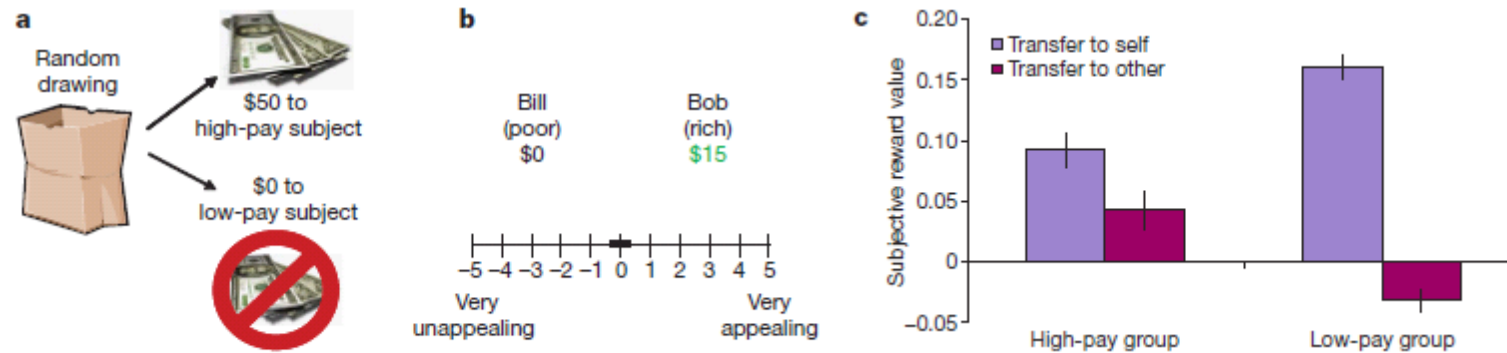 a
Random
drawing
$50 to
high-pay subject
$0 to
low-pay subject
b
Bill
(poor)
$0
Bob
(rich)
$15
−5 −4 −3 −2 −1 0 1 2 3 4 5
Very
unappealing
Very
appealing
c
Subjective reward value
0.20
0.15
0.10
0.05
0
−0.05
Transfer to self
Transfer to other
High-pay group
Low-pay group